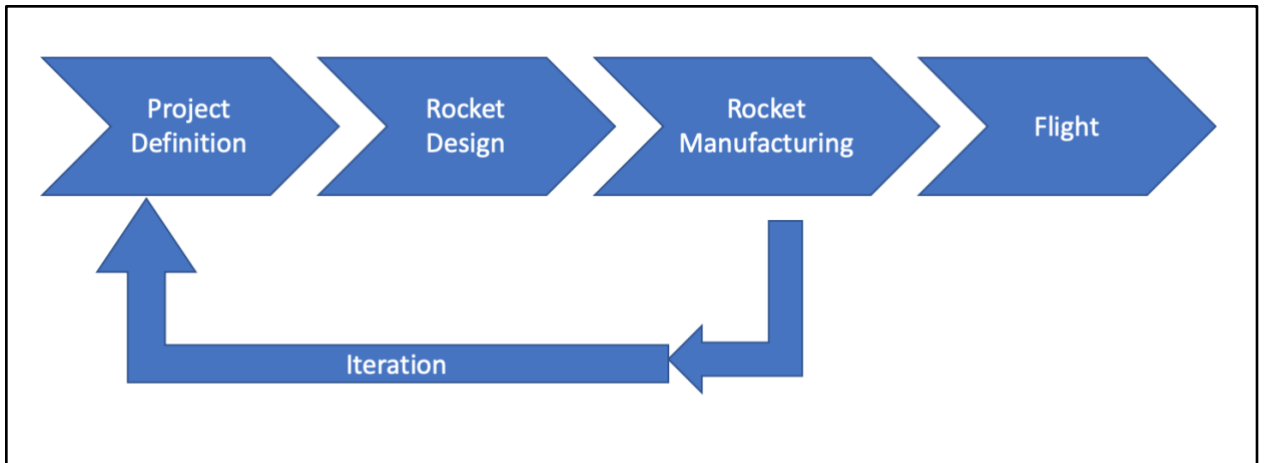 Project
Definition
Rocket
Design
Rocket
Manufacturing
Flight
Iteration